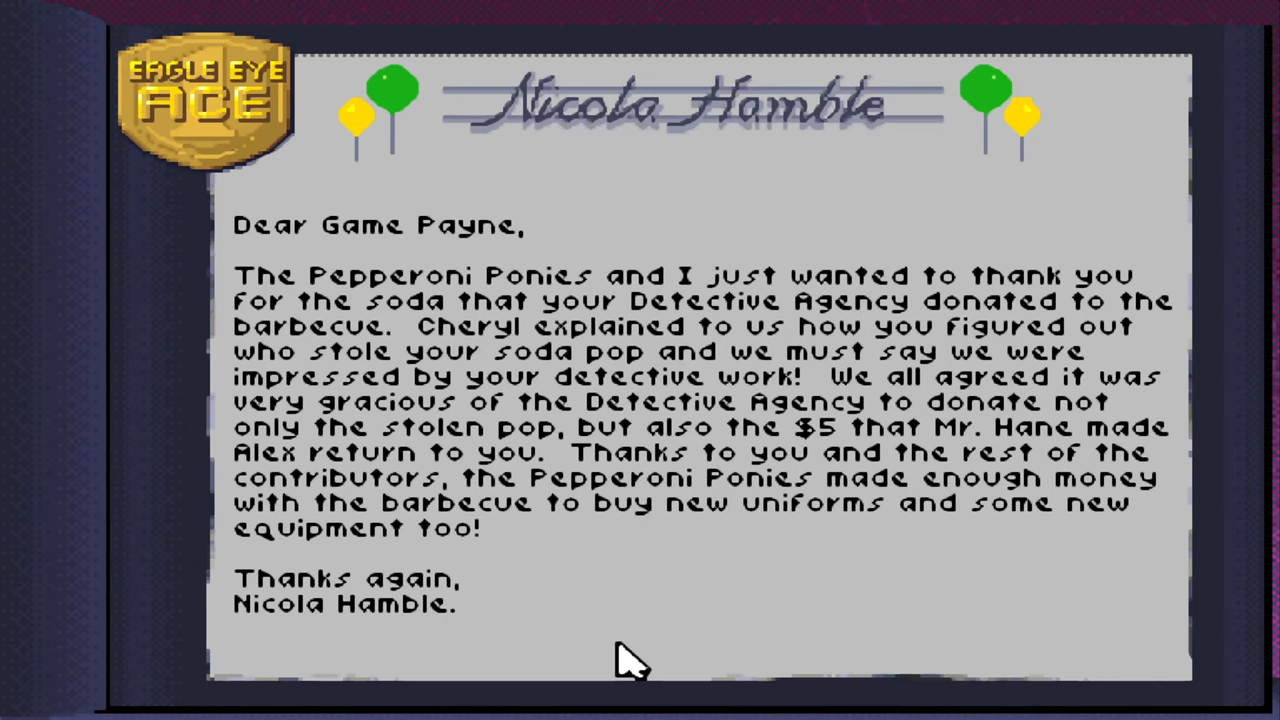 EAGLE EYE
ACE
Nicola Hamble
Dear Game Payne,
The Pepperoni Ponies and I just wanted to thank you
for the soda that your Detective Agency donated to the
barbecue. Cheryl explained to us how you figured out
who stole your soda pop and we must say we were
impressed by your detective work! We all agreed it was
very gracious of the Detective Agency to donate not
only the stolen pop, but also the $5 that Mr. Hane made
Alex return to you. Thanks to you and the rest of the
contributors, the Pepperoni Ponies made enough money
with the barbecue to buy new uniforms and some new
equipment too!
Thanks again,
Nicola Hamble.